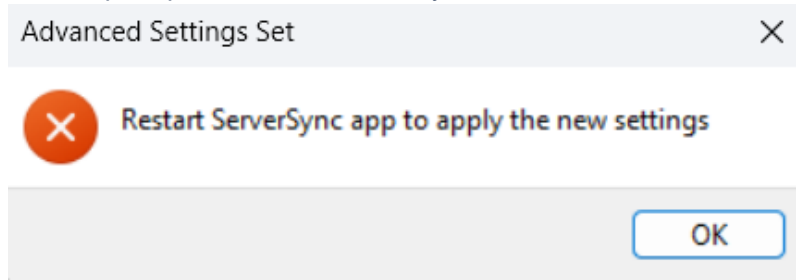 Advanced Settings Set
Restart ServerSync app to apply the new settings
OK